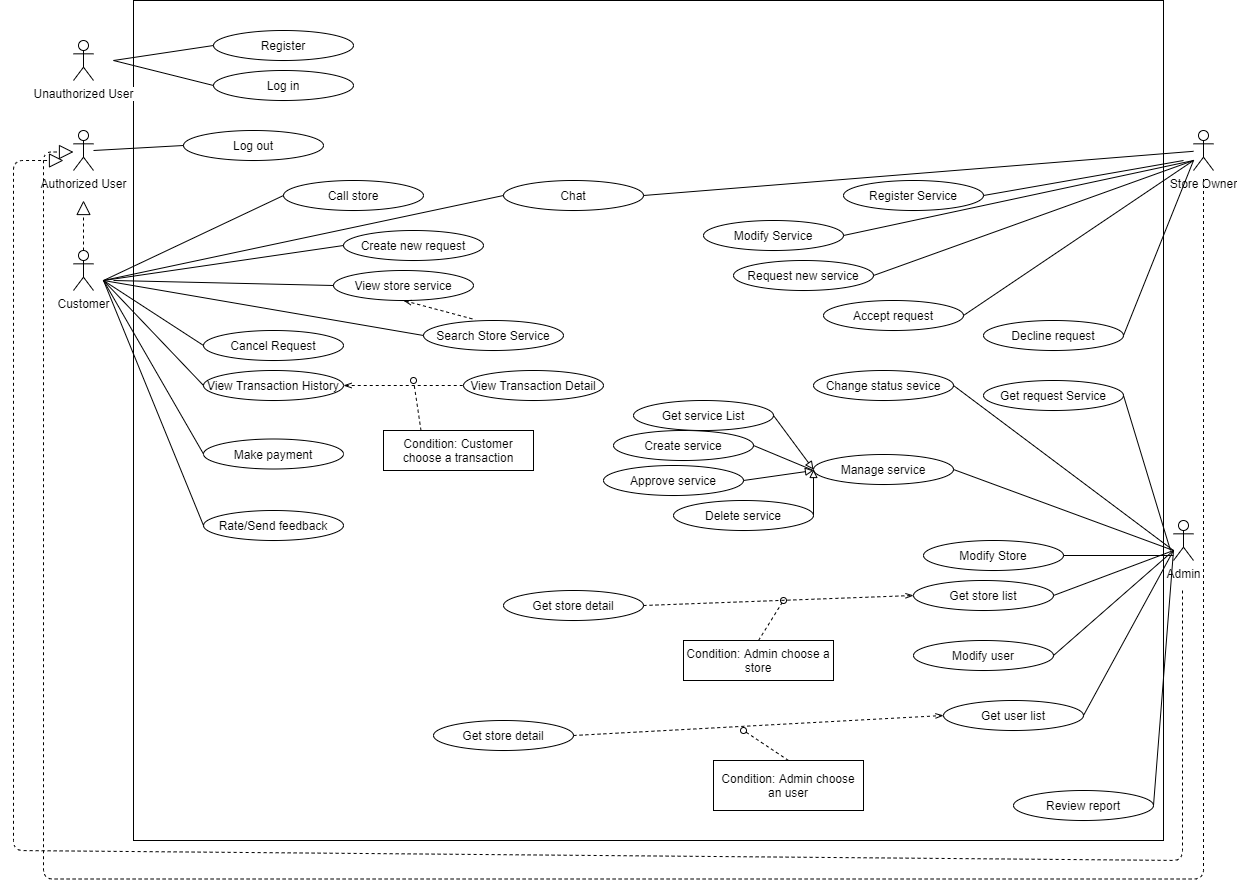 Register
Unauthorized User
Log in
Log out
Authorized User
Store Owner
Call store
Chat
Register Service
Modify Service
Create new request
Request new service
View store service
Customer
Accept request
Search Store Service
Decline request
Cancel Request
View Transaction History
View Transaction Detail
Change status sevice
Get request Service
Get service List
Condition: Customer
choose a transaction
Create service
Make payment
Manage service
Approve service
Delete service
Rate/Send feedback
Modify Store
Admin
Get store detail
Get store list
Condition: Admin choose a
store
Modify user
Get user list
Get store detail
Condition: Admin choose
an user
Review report